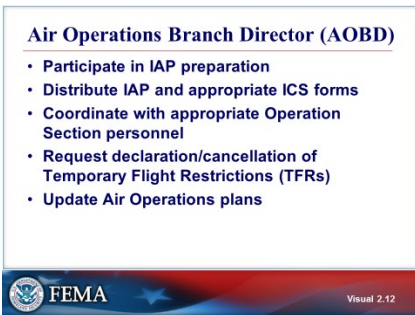 Air Operations Branch Director (AOBD)
• Participate in IAP preparation
• Distribute IAP and appropriate ICS forms
• Coordinate with appropriate Operation
Section personnel
• Request declaration/cancellation of
Temporary Flight Restrictions (TFRs)
• Update Air Operations plans
FEMA
Visual 2.12